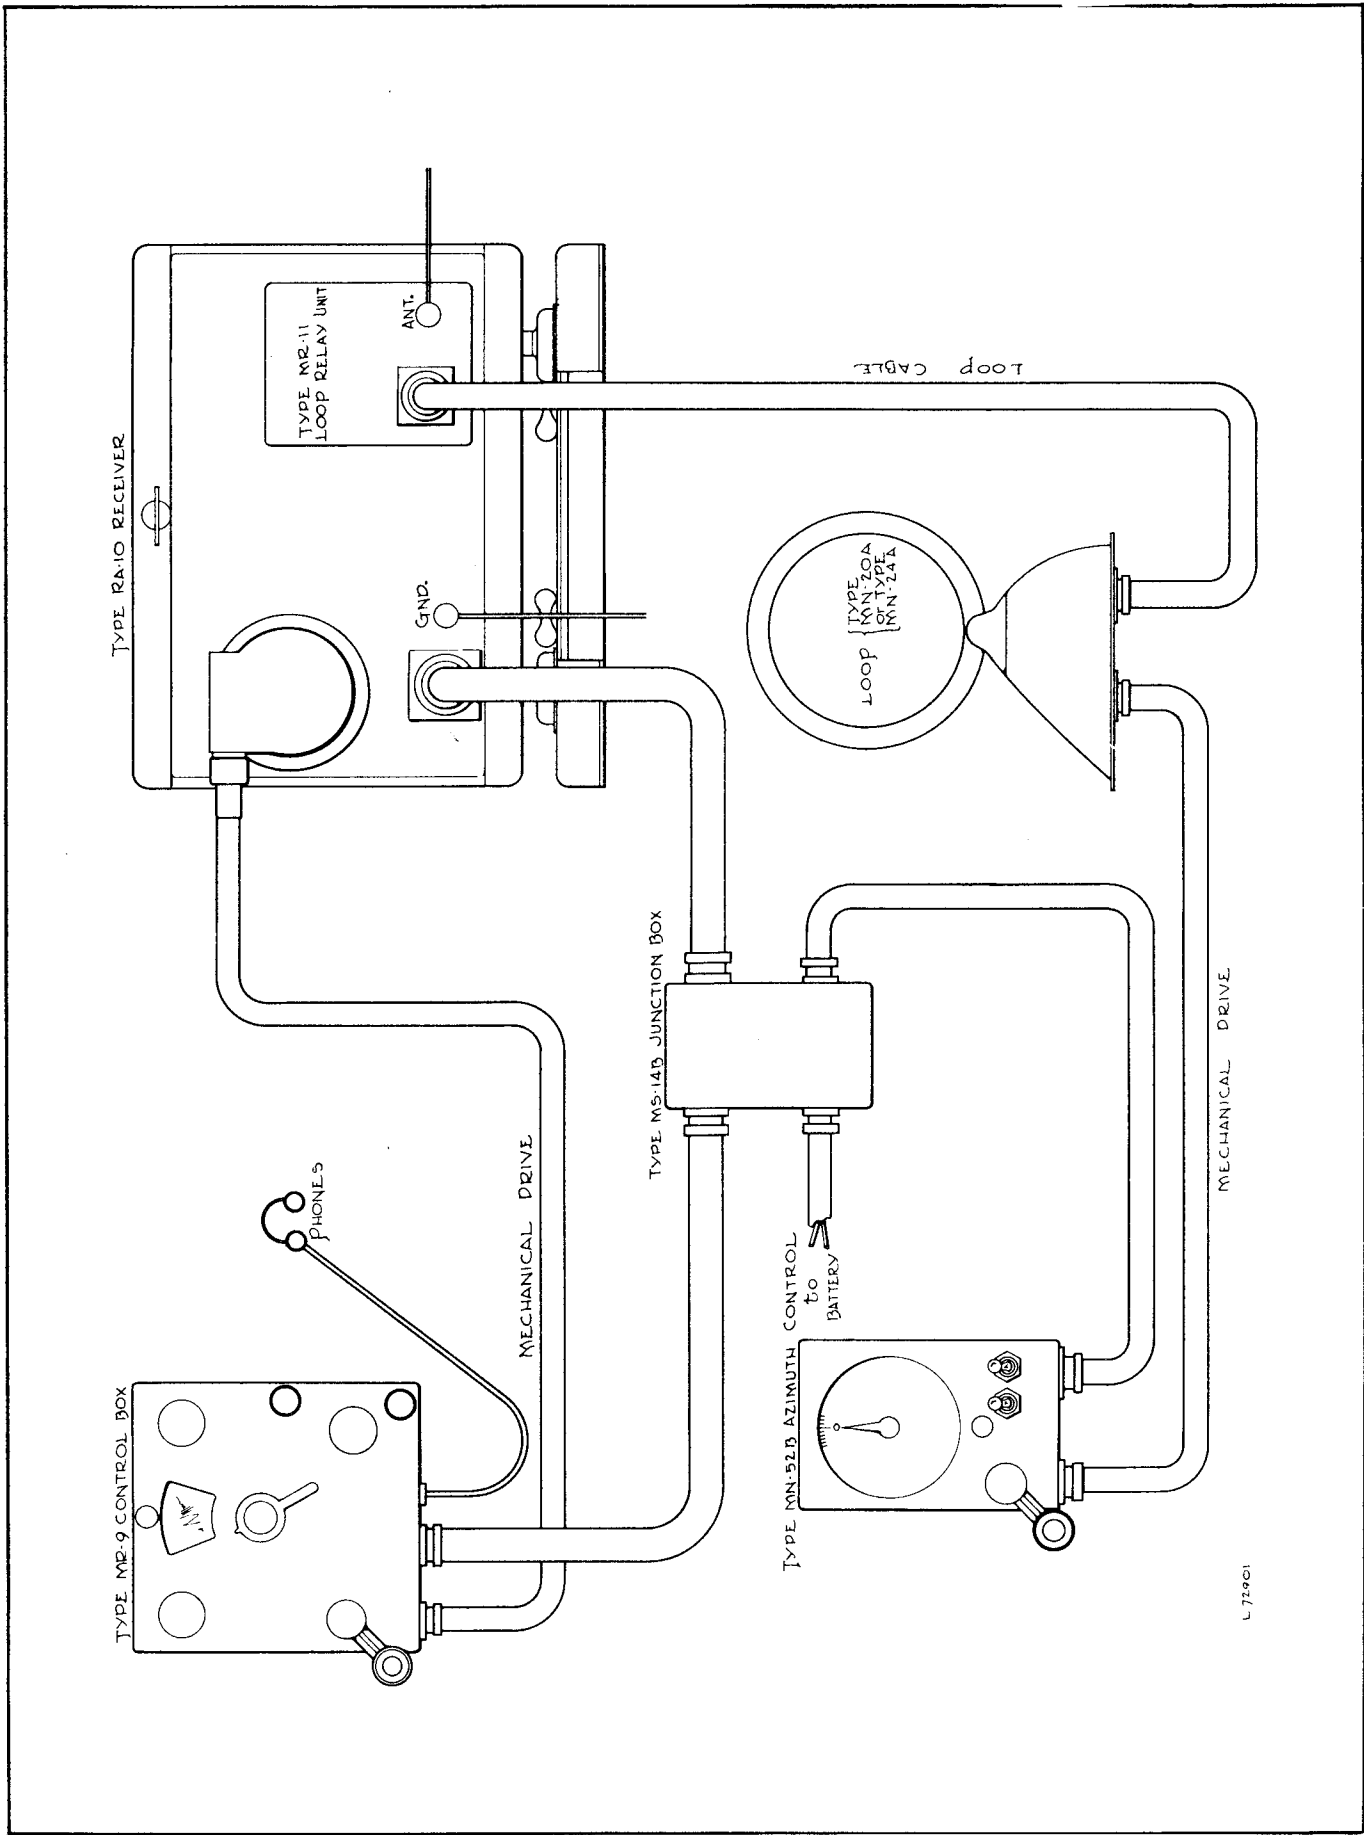 TYPE MR-9 CONTROL BOX
PHONES
MECHANICAL DRIVE
TYPE RA-10 RECEIVER
TYPE MR-11
LOOP RELAY UNIT
ANT.
GND.
TYPE MS-14B JUNCTION BOX
TYPE MN-52B AZIMUTH CONTROL
to
BATTERY
LOOP
TYPE
MN-20A
or TYPE
MN-24A
LOOP CABLE
MECHANICAL DRIVE
L 72901